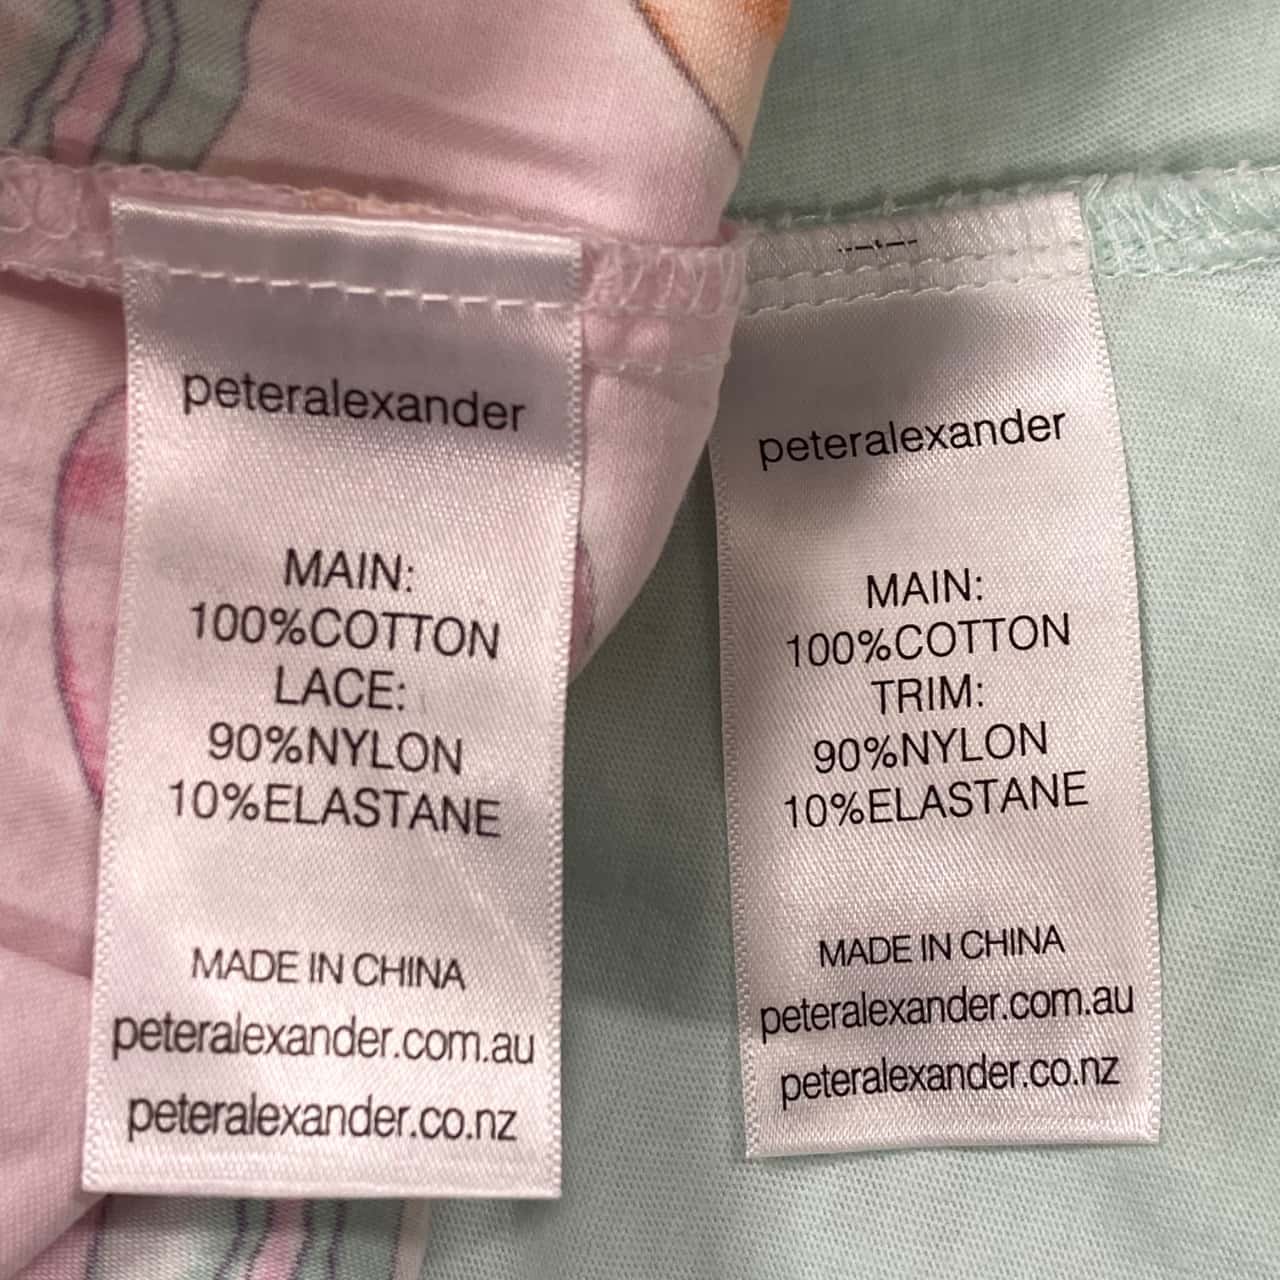 peteralexander
MAIN:
100%COTTON
LACE:
90%NYLON
10%ELASTANE
MADE IN CHINA
peteralexander.com.au
peteralexander.co.nz
peteralexander
MAIN:
100%COTTON
TRIM:
90%NYLON
10%ELASTANE
MADE IN CHINA
peteralexander.com.au
peteralexander.co.nz